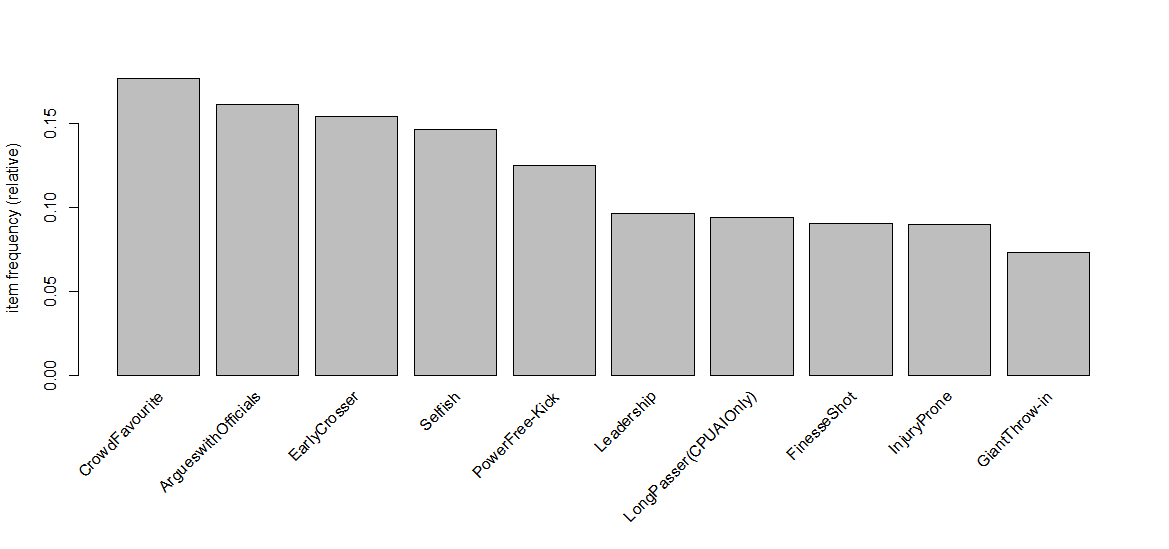 item frequency (relative)
0.15
0.10
0.05
0.00
CrowdFavourite
ArgueswithOfficials
EarlyCrosser
Selfish
PowerFree-Kick
Leadership
LongPasser(CPUAIOnly)
FinesseShot
InjuryProne
GiantThrow-in